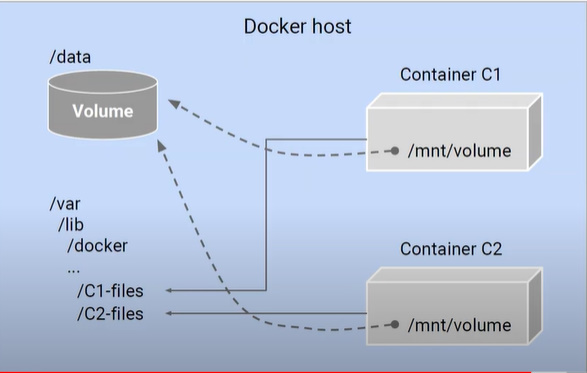 Docker host
/data
Volume
Container C1
/mnt/volume
/var
/lib
/docker
...
/C1-files
/C2-files
Container C2
/mnt/volume